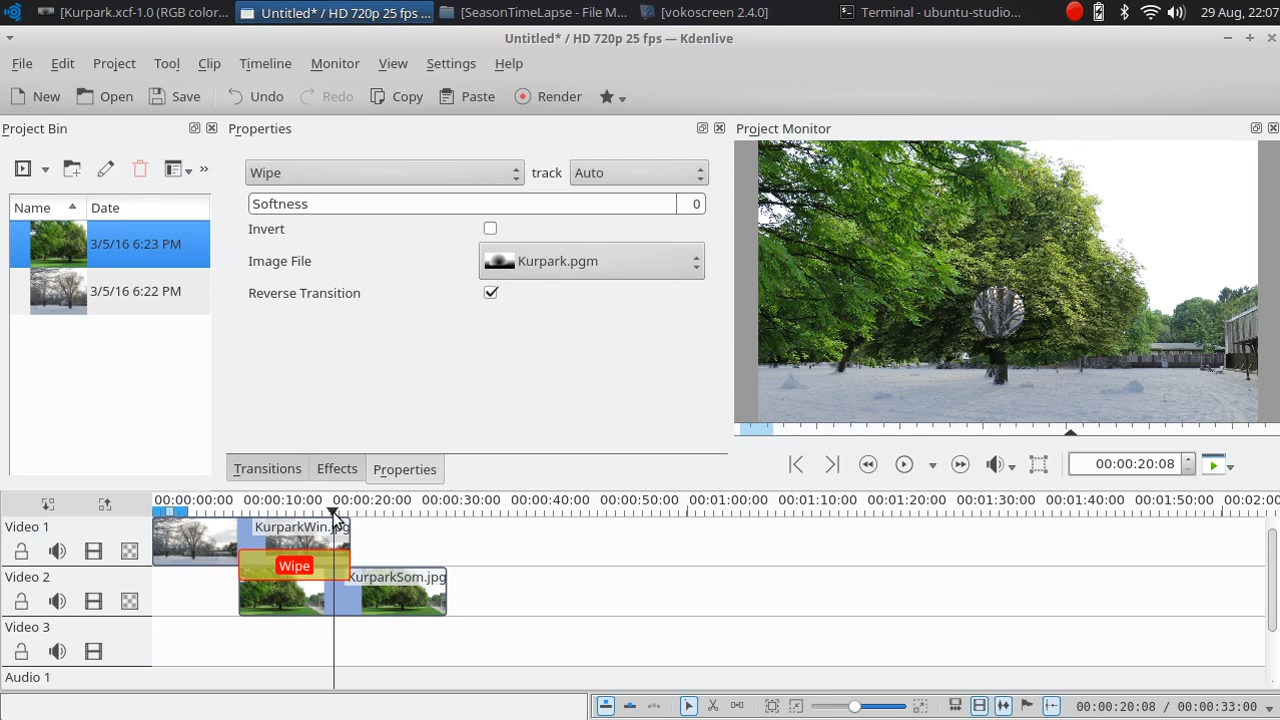 [Kurpark.xcf-1.0 (RGB color...
Untitled* / HD 720p 25 fps ...
[SeasonTimeLapse - File M...
[vokoscreen 2.4.0]
Terminal - ubuntu-studio...
29 Aug, 22:07
Untitled* / HD 720p 25 fps — Kdenlive
File Edit Project Tool Clip Timeline Monitor View Settings Help
New Open Save Undo Redo Copy Paste Render
Project Bin
Properties
Project Monitor
Wipe track Auto
Name Date
Softness 0
Invert
3/5/16 6:23 PM
Image File Kurpark.pgm
3/5/16 6:22 PM
Reverse Transition
Transitions Effects Properties
00:00:20:08
00:00:00:00 00:00:10:00 00:00:20:00 00:00:30:00 00:00:40:00 00:00:50:00 00:01:00:00 00:01:10:00 00:01:20:00 00:01:30:00 00:01:40:00 00:01:50:00 00:02:00
Video 1
KurparkWin.jpg
Wipe
Video 2
KurparkSom.jpg
Video 3
Audio 1
00:00:20:08 / 00:00:33:00